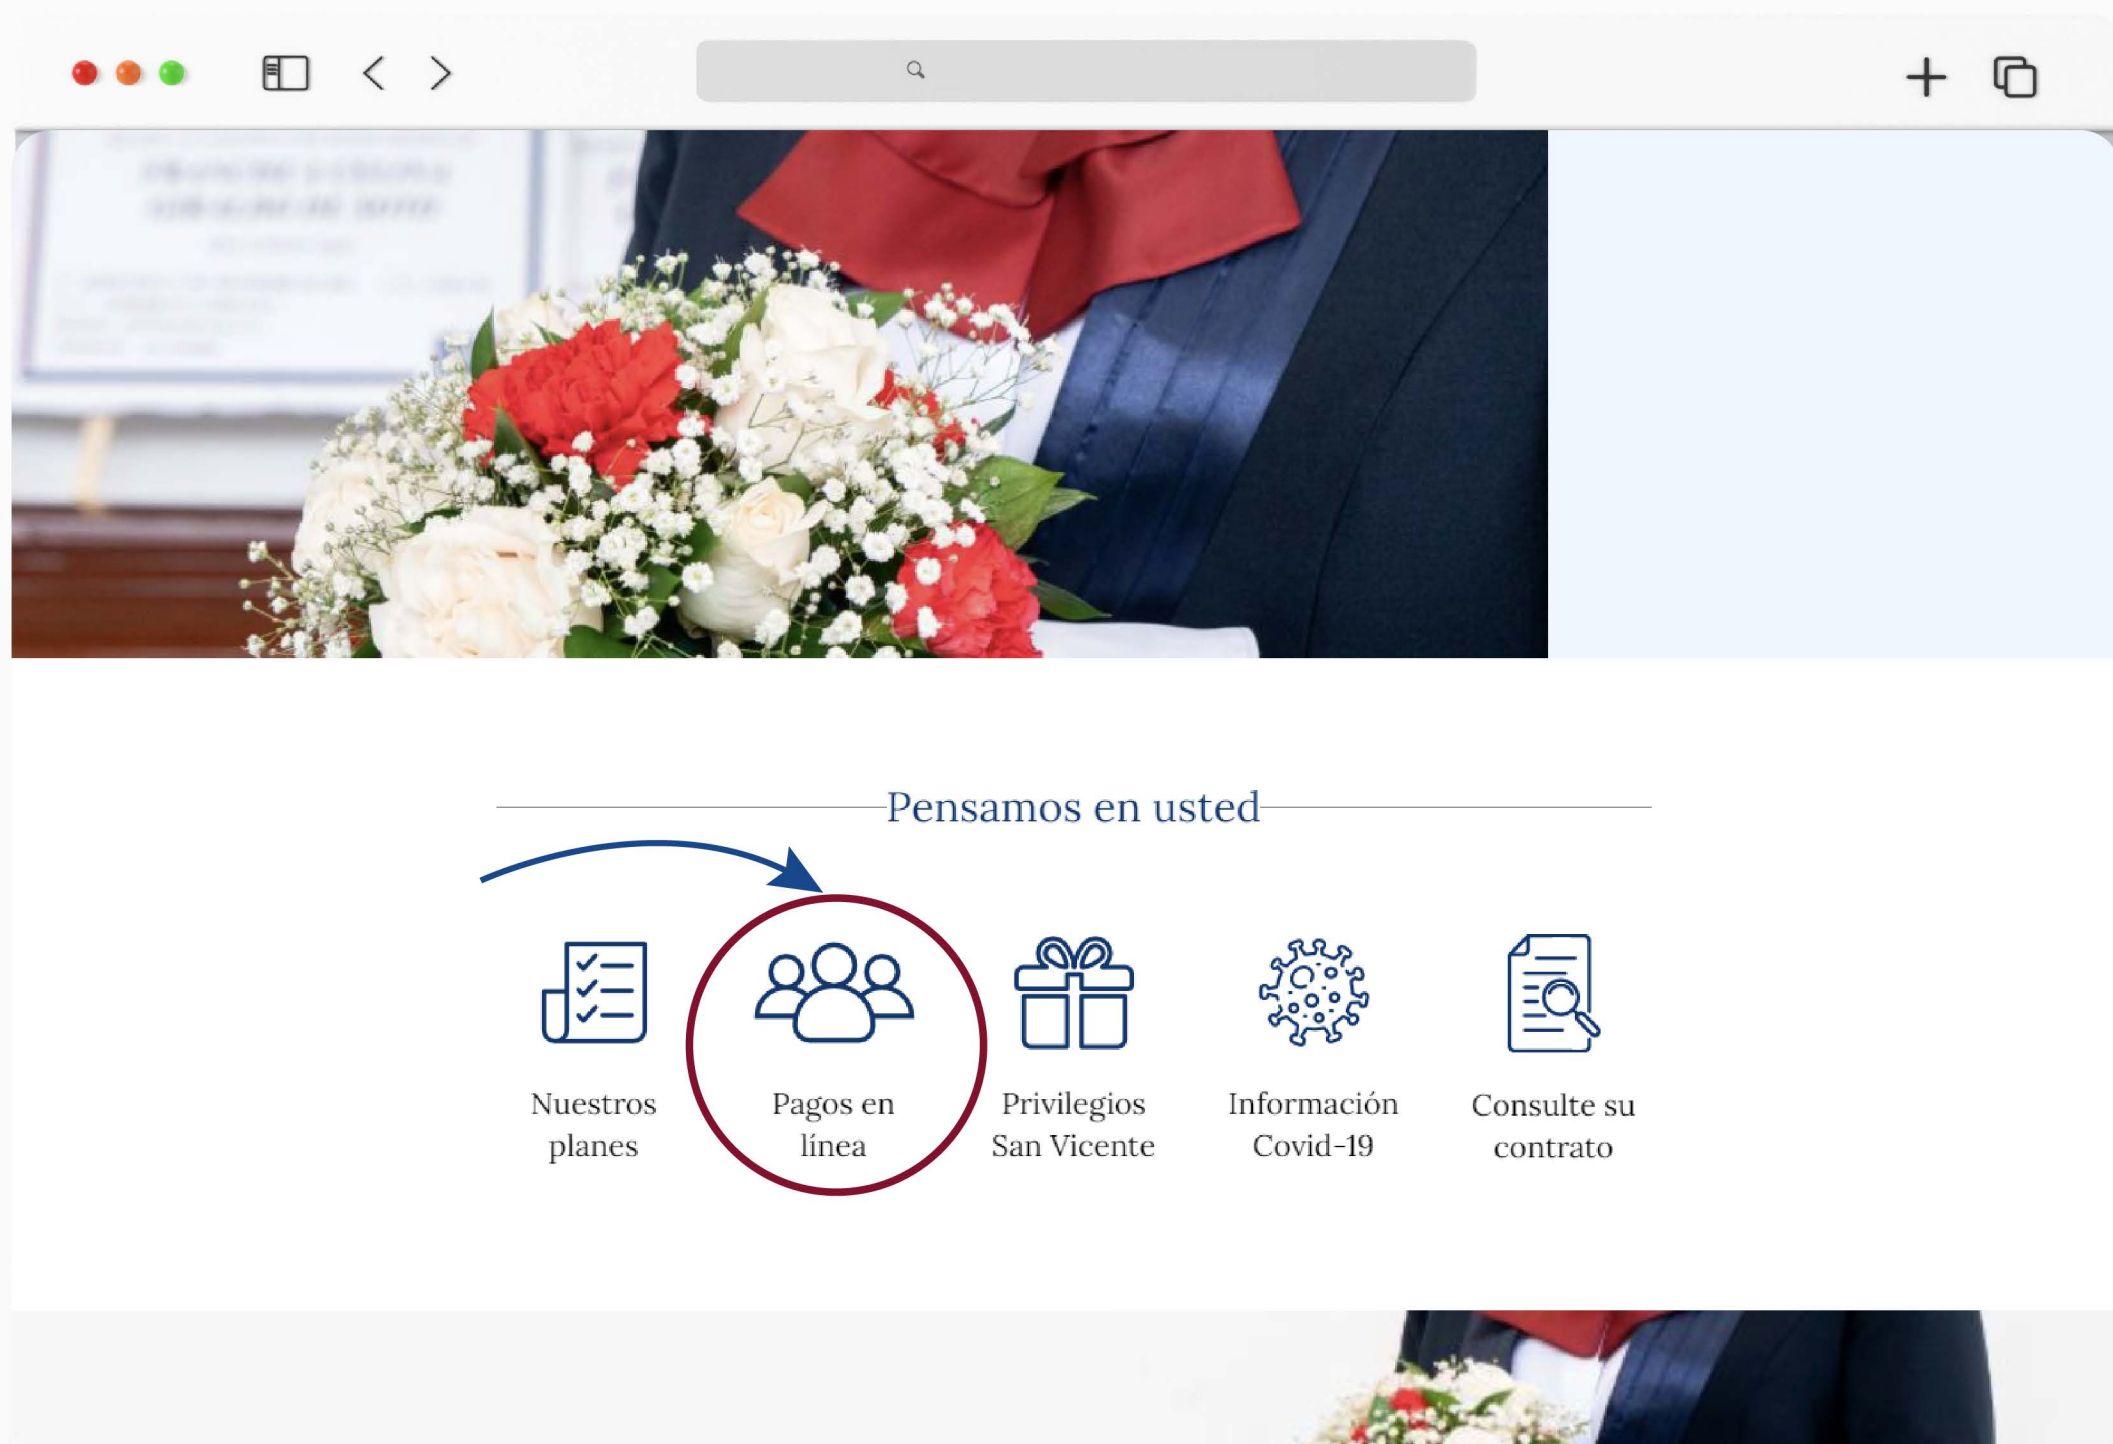 Pensamos en usted
Nuestros
planes
Pagos en
línea
Privilegios
San Vicente
Información
Covid-19
Consulte su
contrato